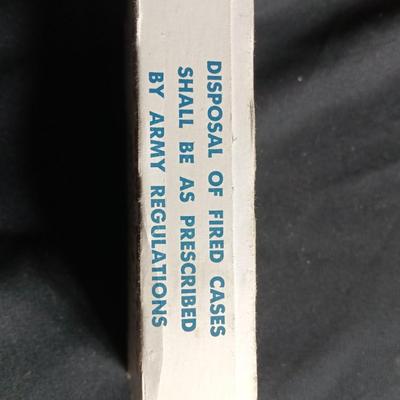 DISPOSAL OF FIRED CASES
SHALL BE AS PRESCRIBED
BY ARMY REGULATIONS